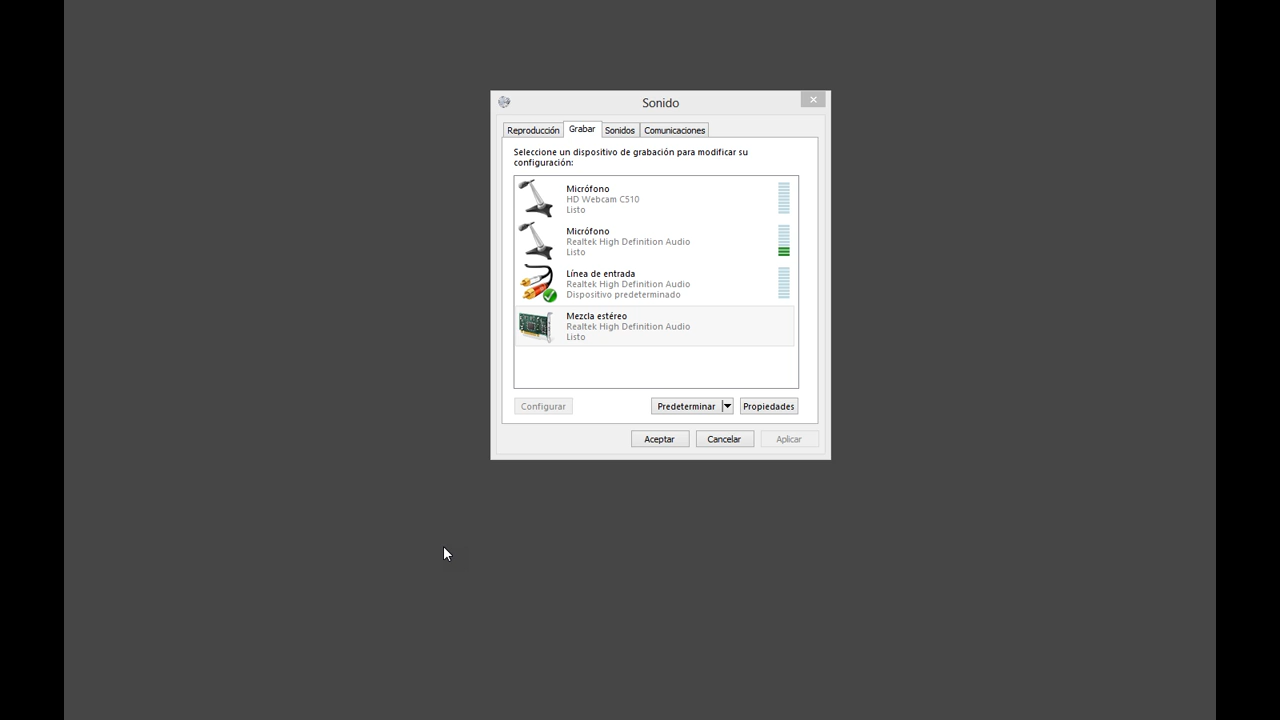 Sonido
Reproducción Grabar Sonidos Comunicaciones
Seleccione un dispositivo de grabación para modificar su
configuración:
Micrófono
HD Webcam C510
Listo
Micrófono
Realtek High Definition Audio
Listo
Línea de entrada
Realtek High Definition Audio
Dispositivo predeterminado
Mezcla estéreo
Realtek High Definition Audio
Listo
Configurar Predeterminar Propiedades
Aceptar Cancelar Aplicar